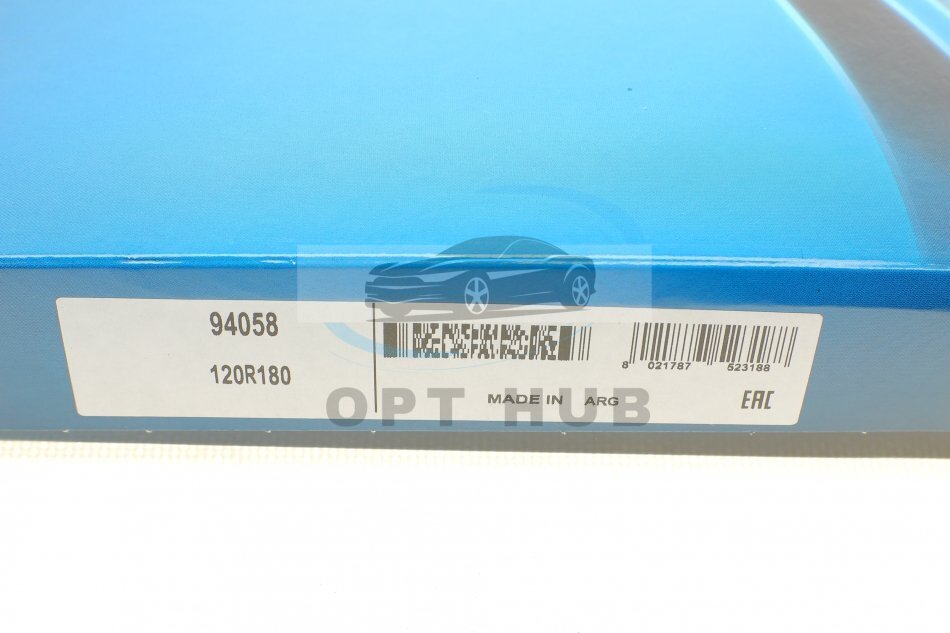 94058
120R180
8 021787 523188
MADE IN ARG
EAC
OPT HUB